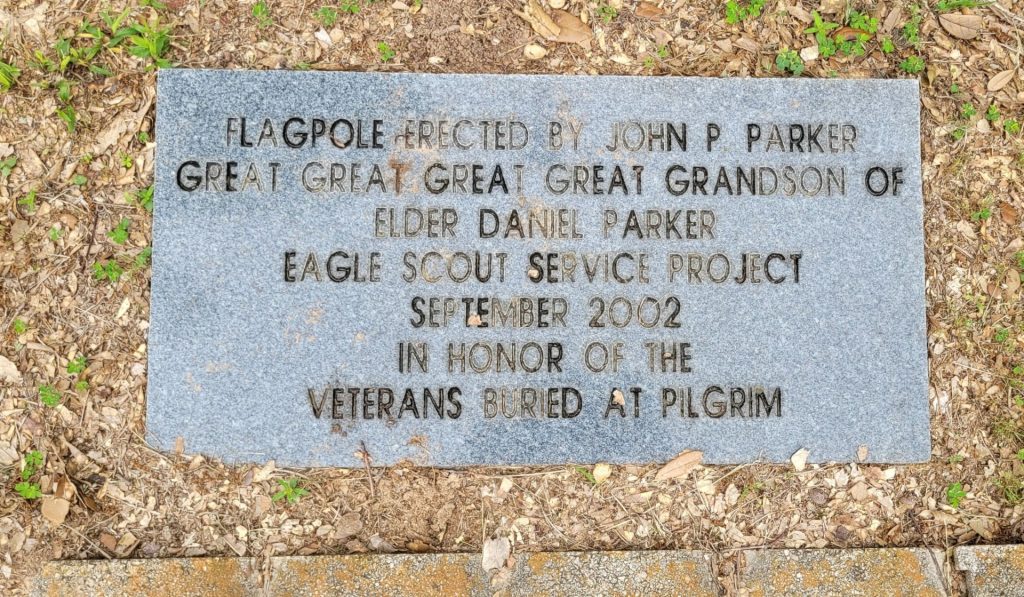 FLAGPOLE ERECTED BY JOHN P. PARKER
GREAT GREAT GREAT GREAT GRANDSON OF
ELDER DANIEL PARKER
EAGLE SCOUT SERVICE PROJECT
SEPTEMBER 2002
IN HONOR OF THE
VETERANS BURIED AT PILGRIM